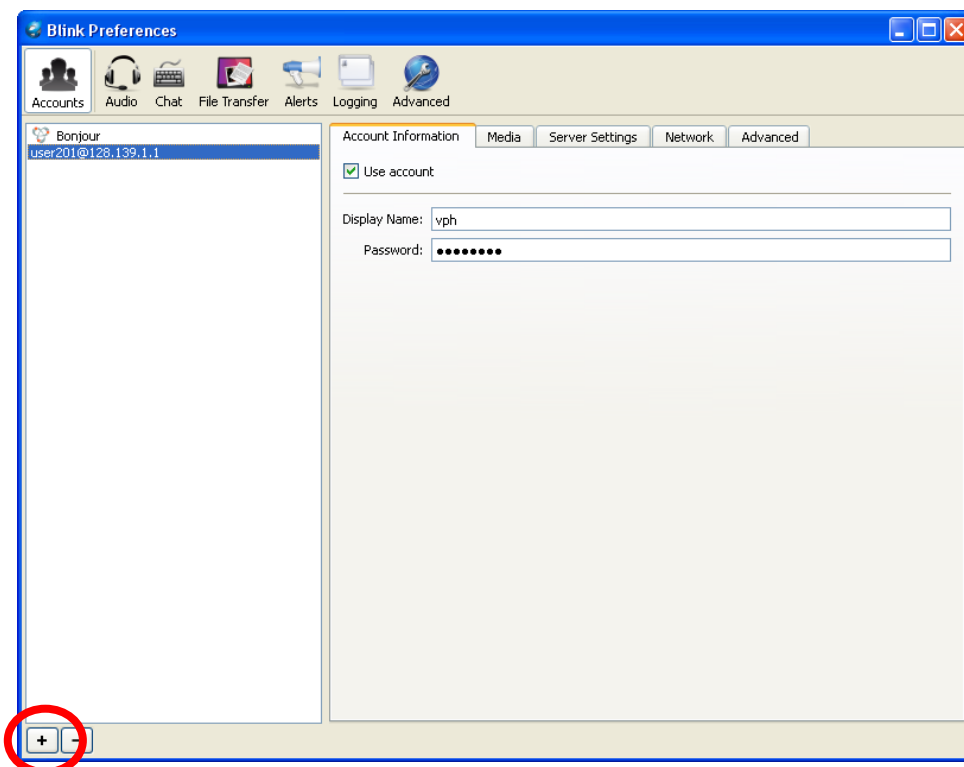 Blink Preferences
Accounts Audio Chat File Transfer Alerts Logging Advanced
Bonjour
user201@128.139.1.1
Account Information Media Server Settings Network Advanced
Use account
Display Name: vph
Password: ●●●●●●●●
+ -